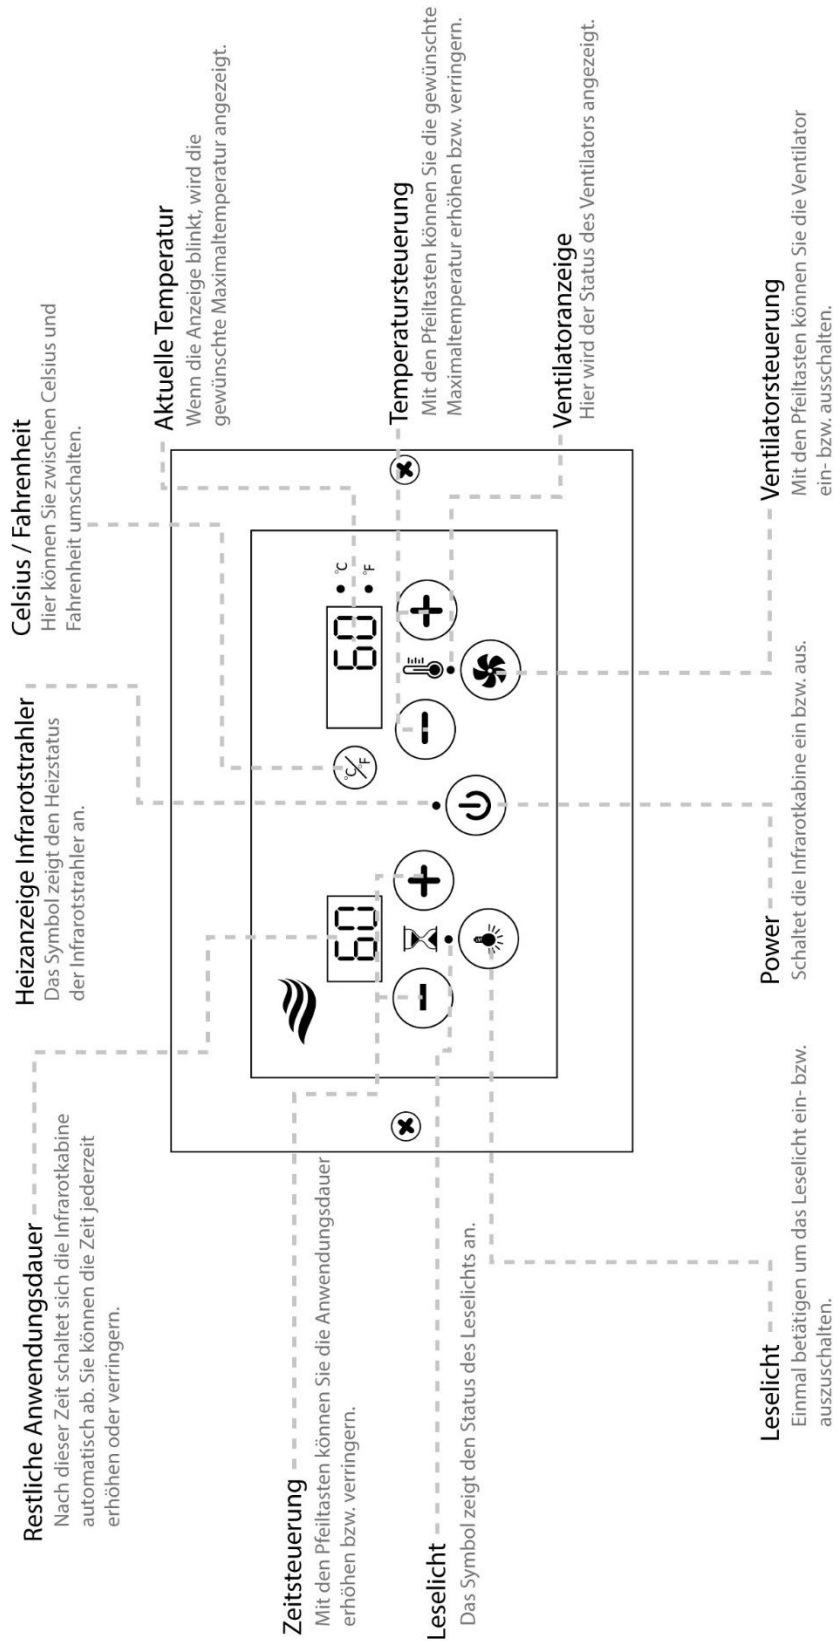 Restliche Anwendungsdauer
Nach dieser Zeit schaltet sich die Infrarotkabine
automatisch ab. Sie können die Zeit jederzeit
erhöhen oder verringern.
Heizanzeige Infrarotstrahler
Das Symbol zeigt den Heizstatus
der Infrarotstrahler an.
Celsius / Fahrenheit
Hier können Sie zwischen Celsius und
Fahrenheit umschalten.
Aktuelle Temperatur
Wenn die Anzeige blinkt, wird die
gewünschte Maximaltemperatur angezeigt.
Zeitsteuerung
Mit den Pfeiltasten können Sie die Anwendungsdauer
erhöhen bzw. verringern.
60
°C/°F
60
°C
°F
Temperatursteuerung
Mit den Pfeiltasten können Sie die gewünschte
Maximaltemperatur erhöhen bzw. verringern.
Leselicht
Das Symbol zeigt den Status des Leselichts an.
Ventilatoranzeige
Hier wird der Status des Ventilators angezeigt.
Leselicht
Einmal betätigen um das Leselicht ein- bzw.
auszuschalten.
Power
Schaltet die Infrarotkabine ein bzw. aus.
Ventilatorsteuerung
Mit den Pfeiltasten können Sie die Ventilator
ein- bzw. ausschalten.